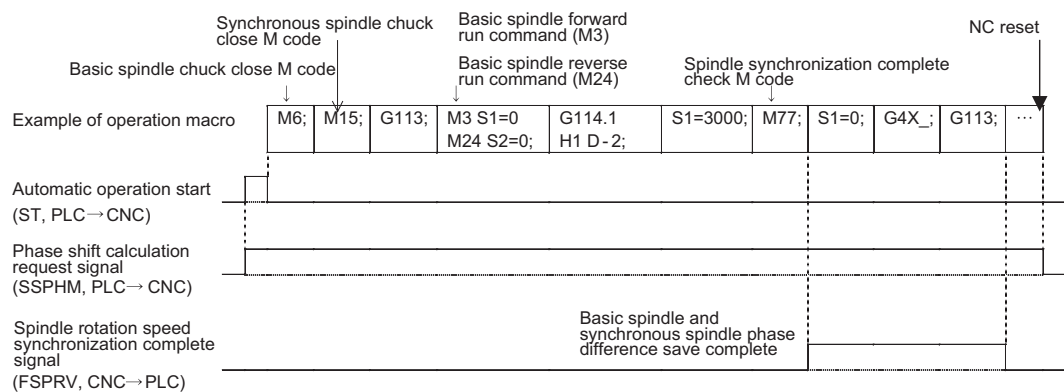 Synchronous spindle chuck
close M code
Basic spindle forward
run command (M3)
NC reset
Basic spindle chuck close M code
Basic spindle reverse
run command (M24)
Spindle synchronization complete
check M code
Example of operation macro
M6;
M15;
G113;
M3 S1=0
M24 S2=0;
G114.1
H1 D-2;
S1=3000;
M77;
S1=0;
G4X_;
G113;
⋯
Automatic operation start
(ST, PLC→CNC)
Phase shift calculation
request signal
(SSPHM, PLC→CNC)
Spindle rotation speed
synchronization complete
signal
(FSPRV, CNC→PLC)
Basic spindle and
synchronous spindle phase
difference save complete